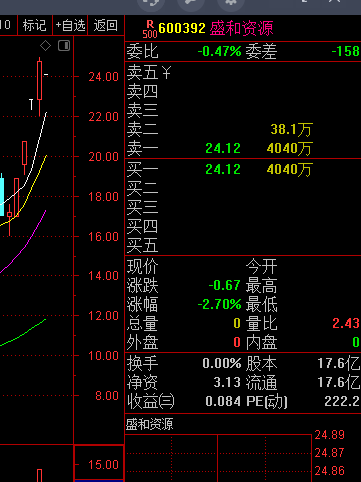 10 标记 +自选 返回 R 500 600392 盛和资源
委比 -0.47% 委差 -158
卖五 ¥
卖四
卖三
卖二 38.1万
卖一 24.12 4040万
买一 24.12 4040万
买二
买三
买四
买五
现价 今开
涨跌 -0.67 最高
涨幅 -2.70% 最低
总量 0 量比 2.43
外盘 0 内盘 0
换手 0.00% 股本 17.6亿
净资 3.13 流通 17.6亿
收益㈢ 0.084 PE(动) 222.2
盛和资源
24.00
22.00
20.00
18.00
16.00
14.00
12.00
10.00
8.00
15.00
24.89
24.87
24.86